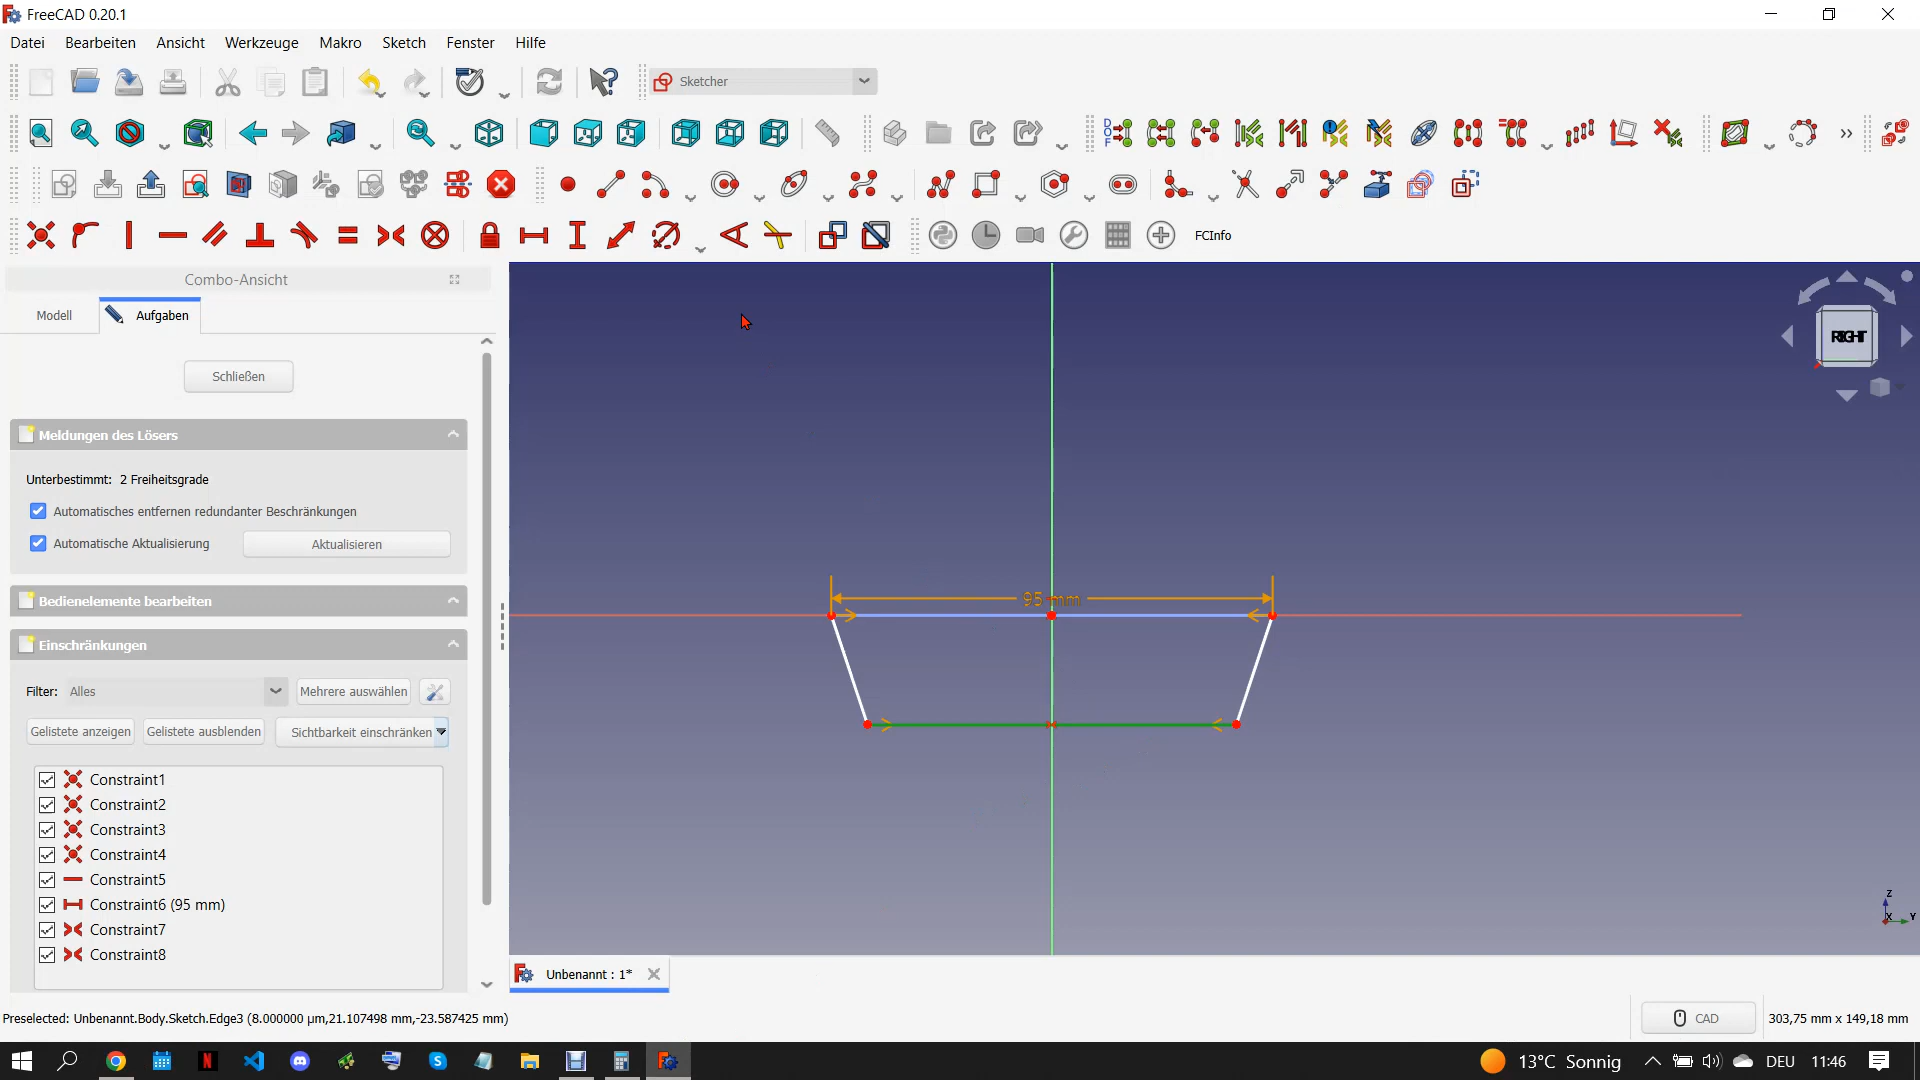 FreeCAD 0.20.1
Datei Bearbeiten Ansicht Werkzeuge Makro Sketch Fenster Hilfe
Sketcher
DOF
FCInfo
Combo-Ansicht
Modell Aufgaben
RIGHT
Schließen
Meldungen des Lösers
Unterbestimmt: 2 Freiheitsgrade
Automatisches entfernen redundanter Beschränkungen
Automatische Aktualisierung Aktualisieren
95 mm
Bedienelemente bearbeiten
Einschränkungen
Filter: Alles Mehrere auswählen
Gelistete anzeigen Gelistete ausblenden Sichtbarkeit einschränken
Constraint1
Constraint2
Constraint3
Constraint4
Constraint5
Constraint6 (95 mm)
Constraint7
Constraint8
Z
X Y
Unbenannt : 1*
Preselected: Unbenannt.Body.Sketch.Edge3 (8.000000 µm,21.107498 mm,-23.587425 mm) CAD 303,75 mm x 149,18 mm
13°C Sonnig DEU 11:46